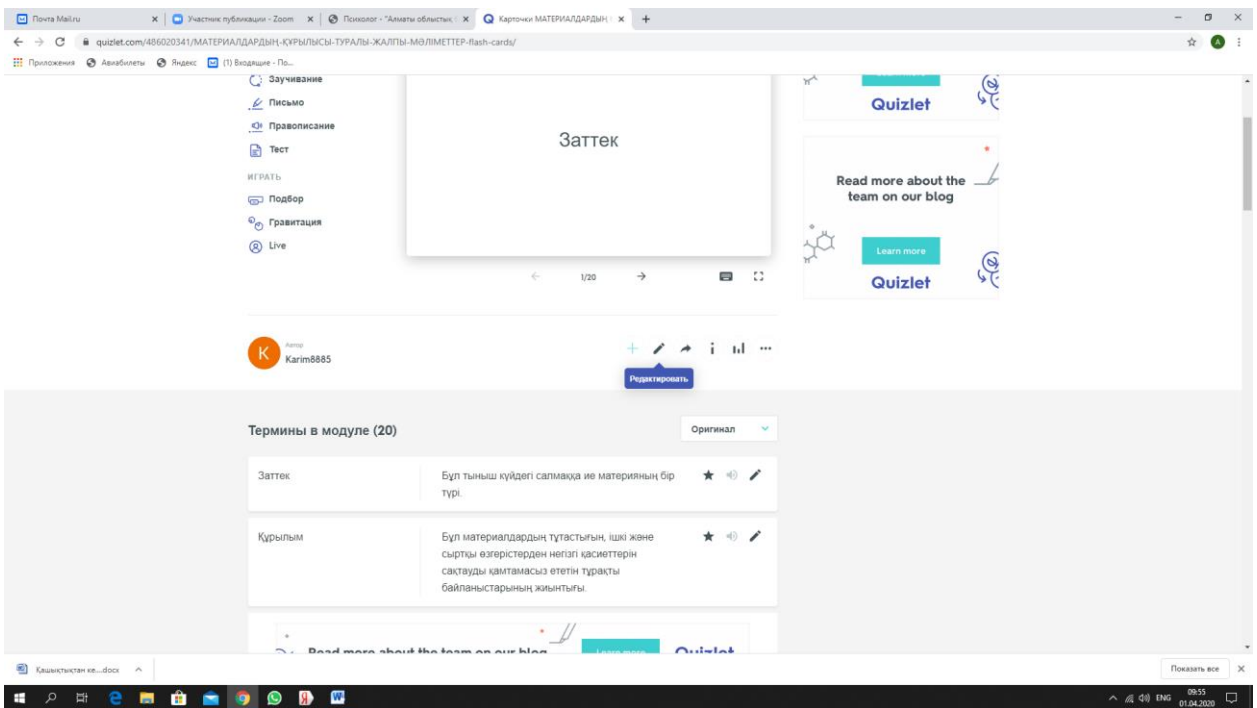 Почта Mail.ru
Участник публикации - Zoom
Психолог - "Алматы облыстық
Карточки МАТЕРИАЛДАРДЫҢ
quizlet.com/486020341/МАТЕРИАЛДАРДЫҢ-ҚҰРЫЛЫСЫ-ТУРАЛЫ-ЖАЛПЫ-МӘЛІМЕТТЕР-flash-cards/
A
Приложения
Авиабилеты
Яндекс
(1) Входящие - По...
Заучивание
Письмо
Правописание
Тест
ИГРАТЬ
Подбор
Гравитация
Live
Заттек
1/20
Quizlet
Read more about the
team on our blog
Learn more
Quizlet
K
Автор
Karim8885
Редактировать
Термины в модуле (20)
Оригинал
Заттек
Бұл тыныш күйдегі салмаққа ие материяның бір
түрі.
Құрылым
Бұл материалдардың тұтастығын, ішкі және
сыртқы өзгерістерден негізгі қасиеттерін
сақтауды қамтамасыз ететін тұрақты
байланыстарының жиынтығы.
Read more about the team on our blog
Learn more
Quizlet
Қашықтықтан ке....docx
Показать все
ENG
09:55
01.04.2020